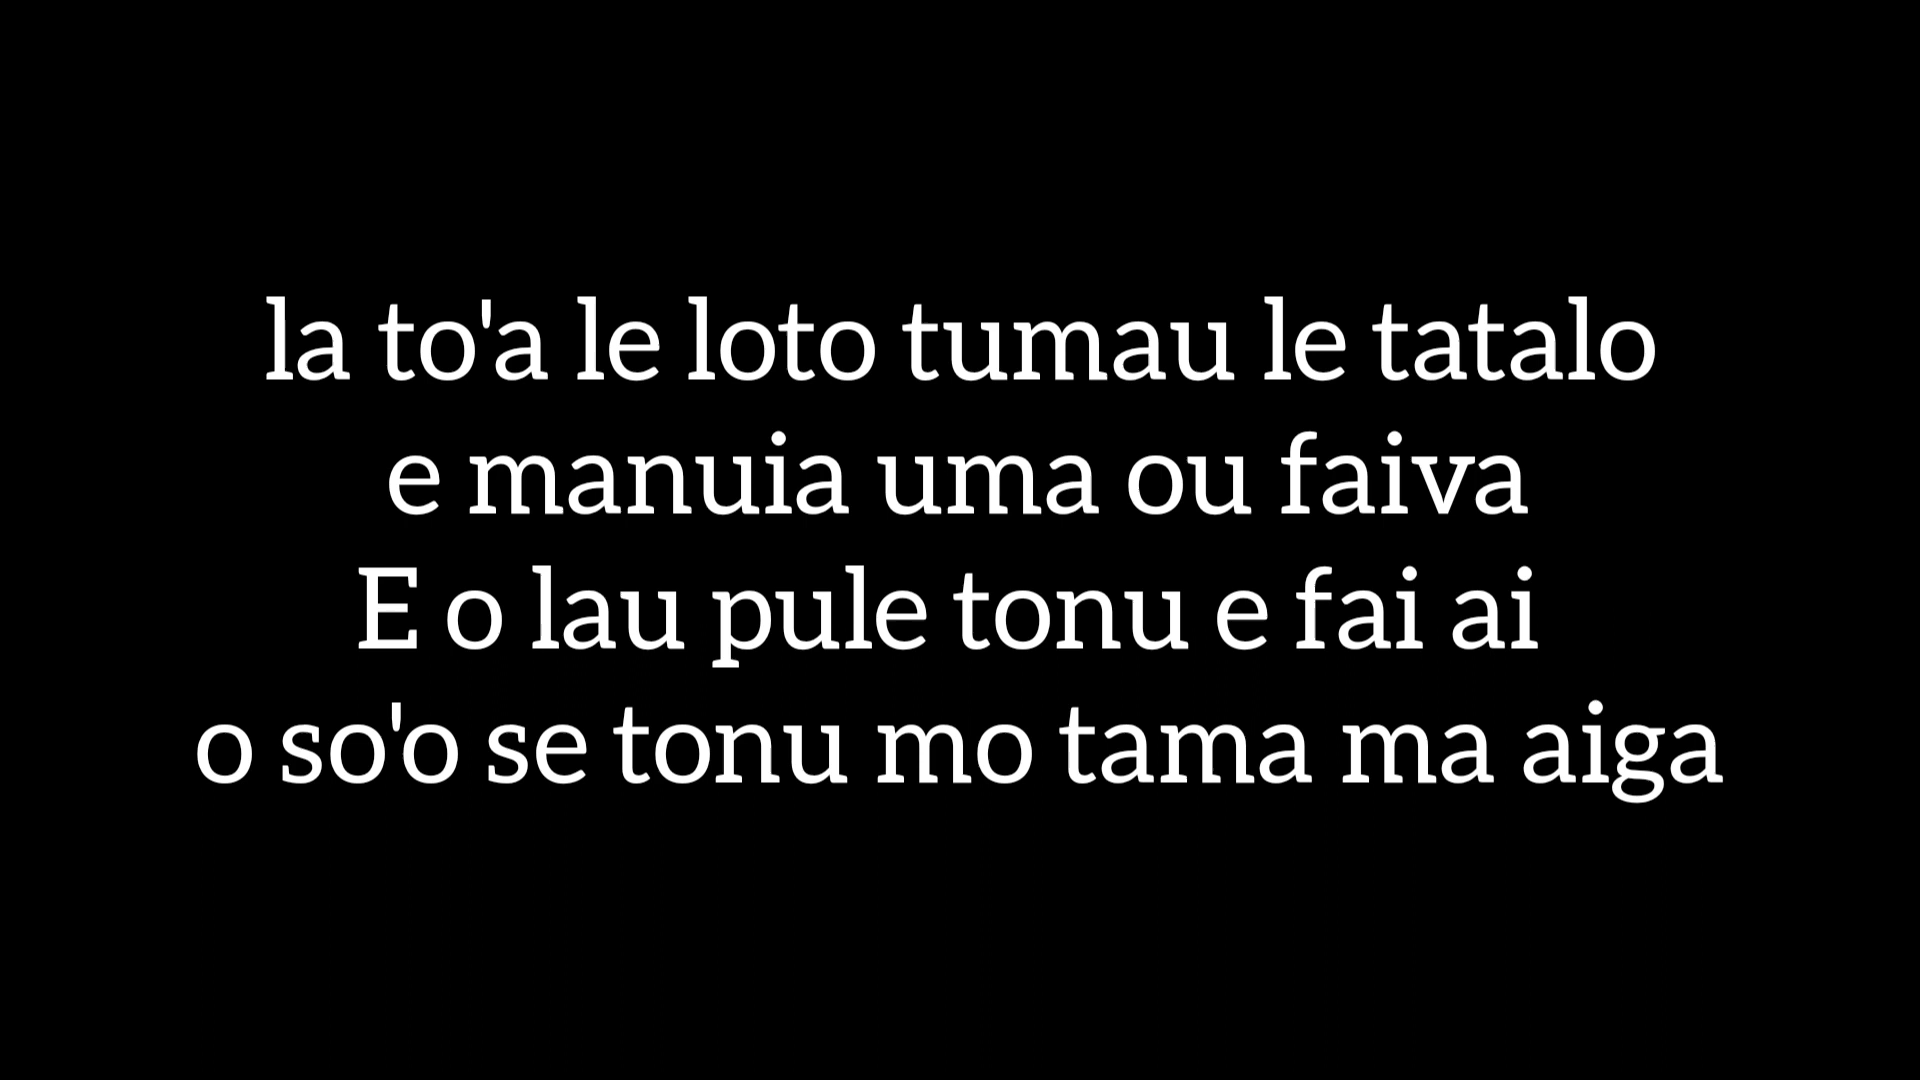 la to'a le loto tumau le tatalo
e manuia uma ou faiva
E o lau pule tonu e fai ai
o so'o se tonu mo tama ma aiga